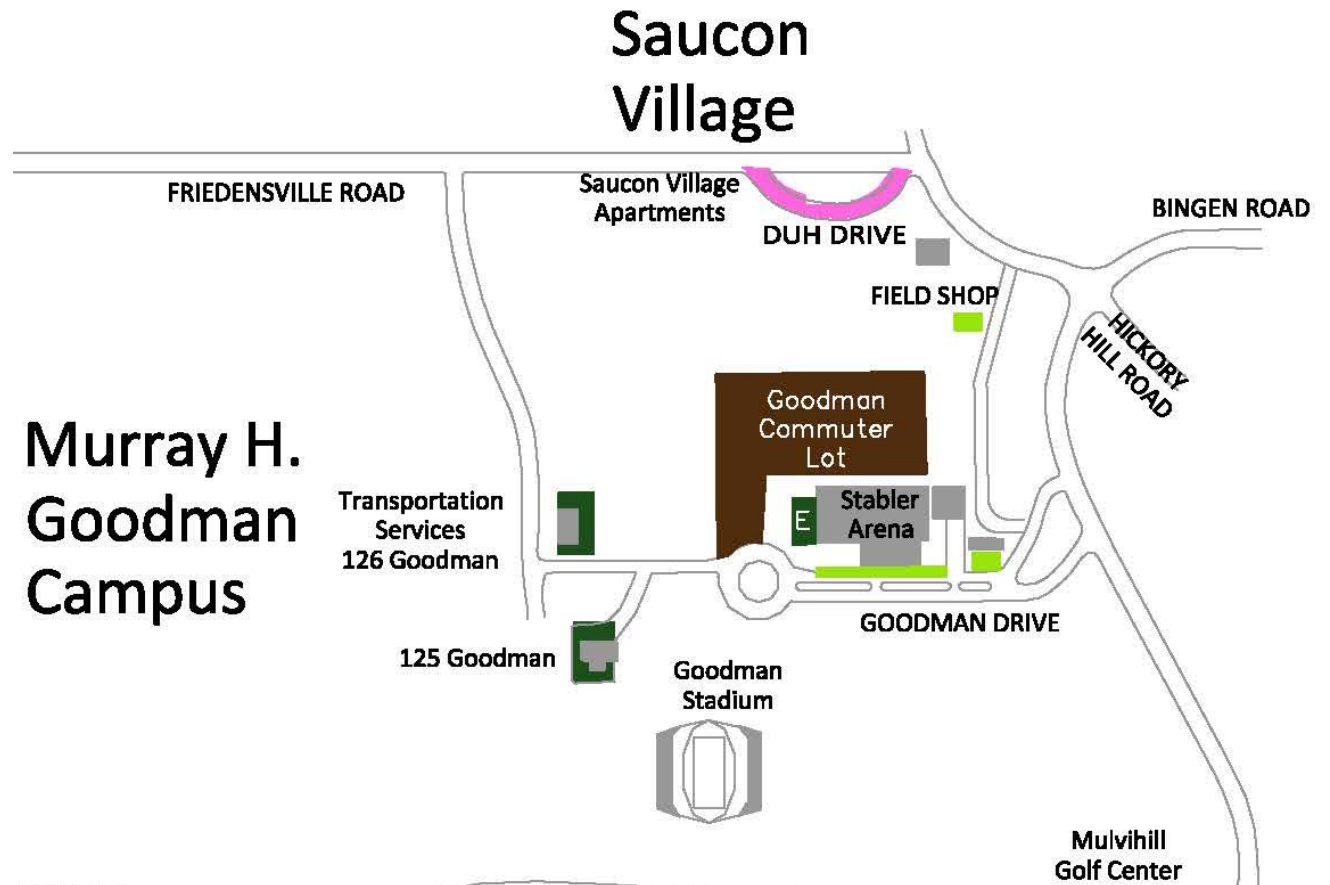 Saucon
Village
FRIEDENSVILLE ROAD
Saucon Village
Apartments
BINGEN ROAD
DUH DRIVE
FIELD SHOP
HICKORY
HILL ROAD
Goodman
Commuter
Lot
Murray H.
Goodman
Campus
Transportation
Services
126 Goodman
E
Stabler
Arena
GOODMAN DRIVE
125 Goodman
Goodman
Stadium
Mulvihill
Golf Center